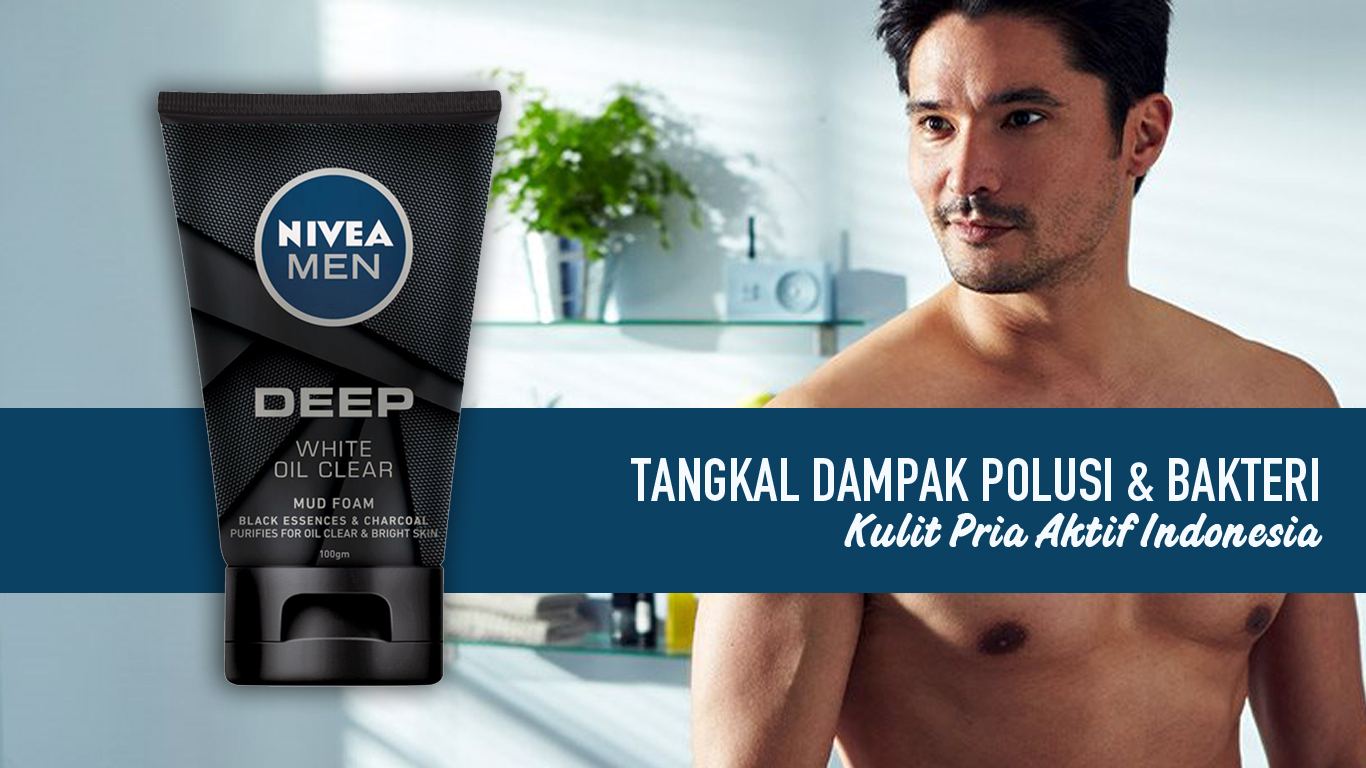 NIVEA
MEN
DEEP
WHITE
OIL CLEAR
MUD FOAM
BLACK ESSENCES & CHARCOAL
PURIFIES FOR OIL CLEAR & BRIGHT SKIN
100gm
TANGKAL DAMPAK POLUSI & BAKTERI
Kulit Pria Aktif Indonesia